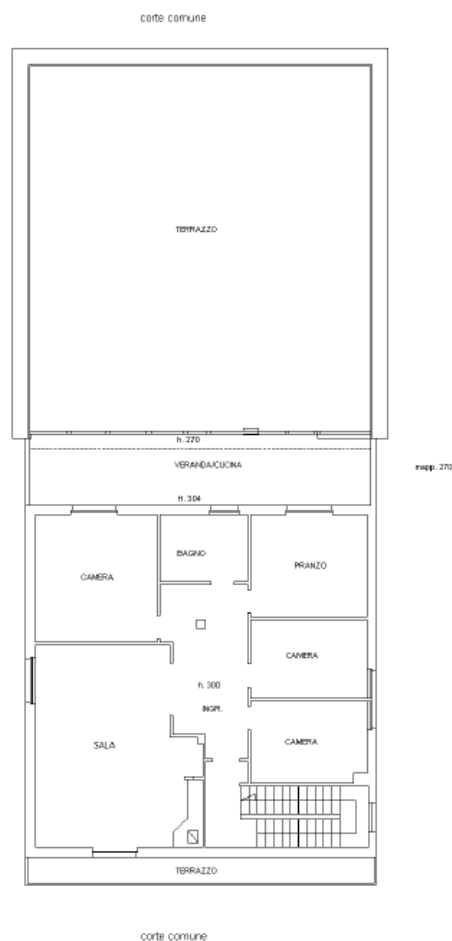 corte comune
TERRAZZO
h. 270
VERANDA/CUCINA
mapp. 270
H. 304
BAGNO
PRANZO
CAMERA
CAMERA
h. 300
INGR.
CAMERA
SALA
TERRAZZO
corte comune